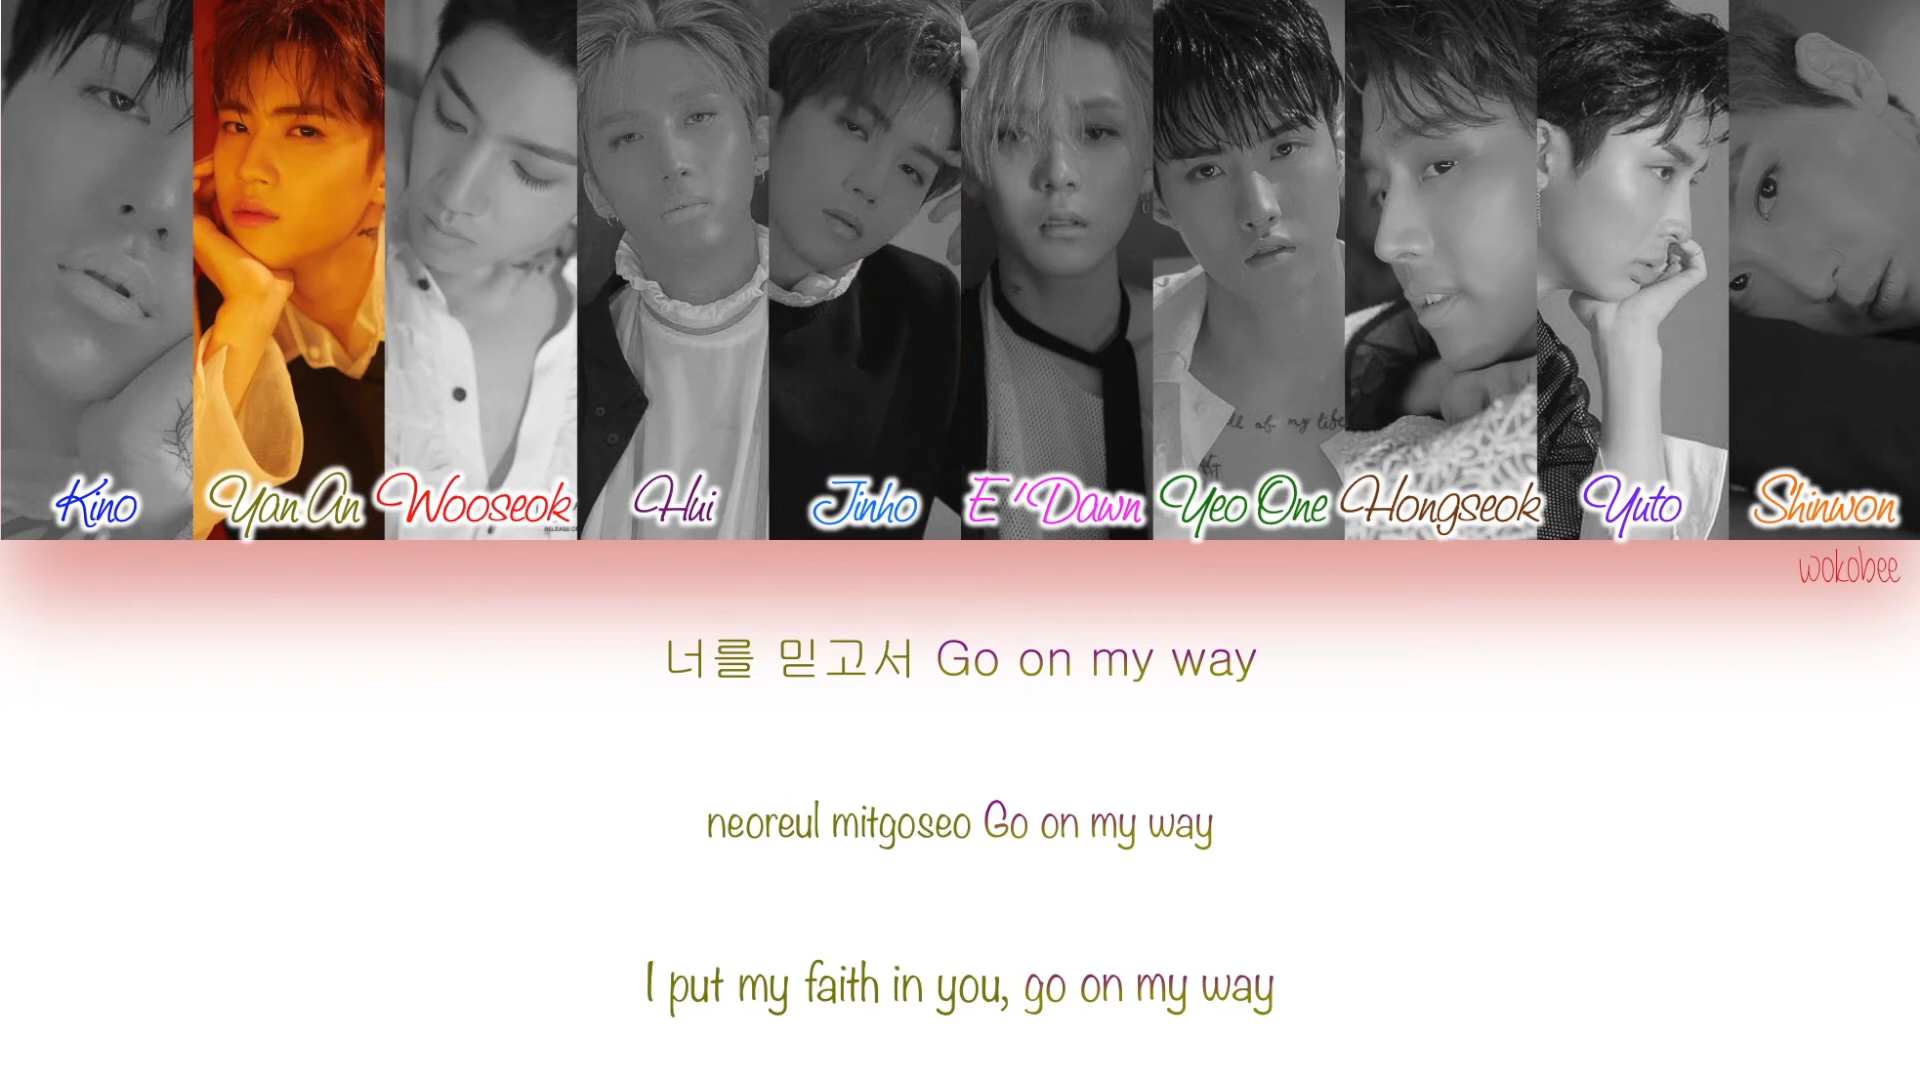 Kino Yan An Wooseok Hui Jinho E'Dawn Yeo One Hongseok Yuto Shinwon
wokobee
너를 믿고서 Go on my way
neoreul mitgoseo Go on my way
I put my faith in you, go on my way